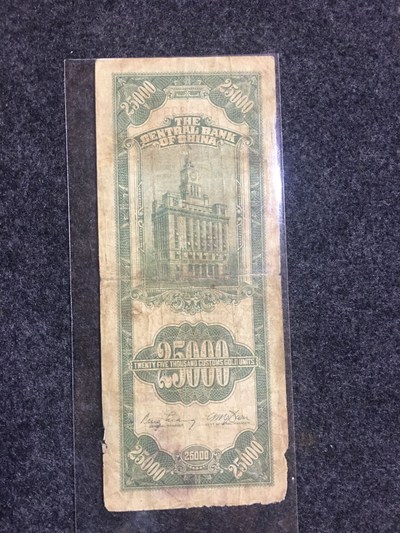 25000 25000
THE
CENTRAL BANK
OF CHINA
25000
TWENTY FIVE THOUSAND CUSTOMS GOLD UNITS
25000 25000 25000